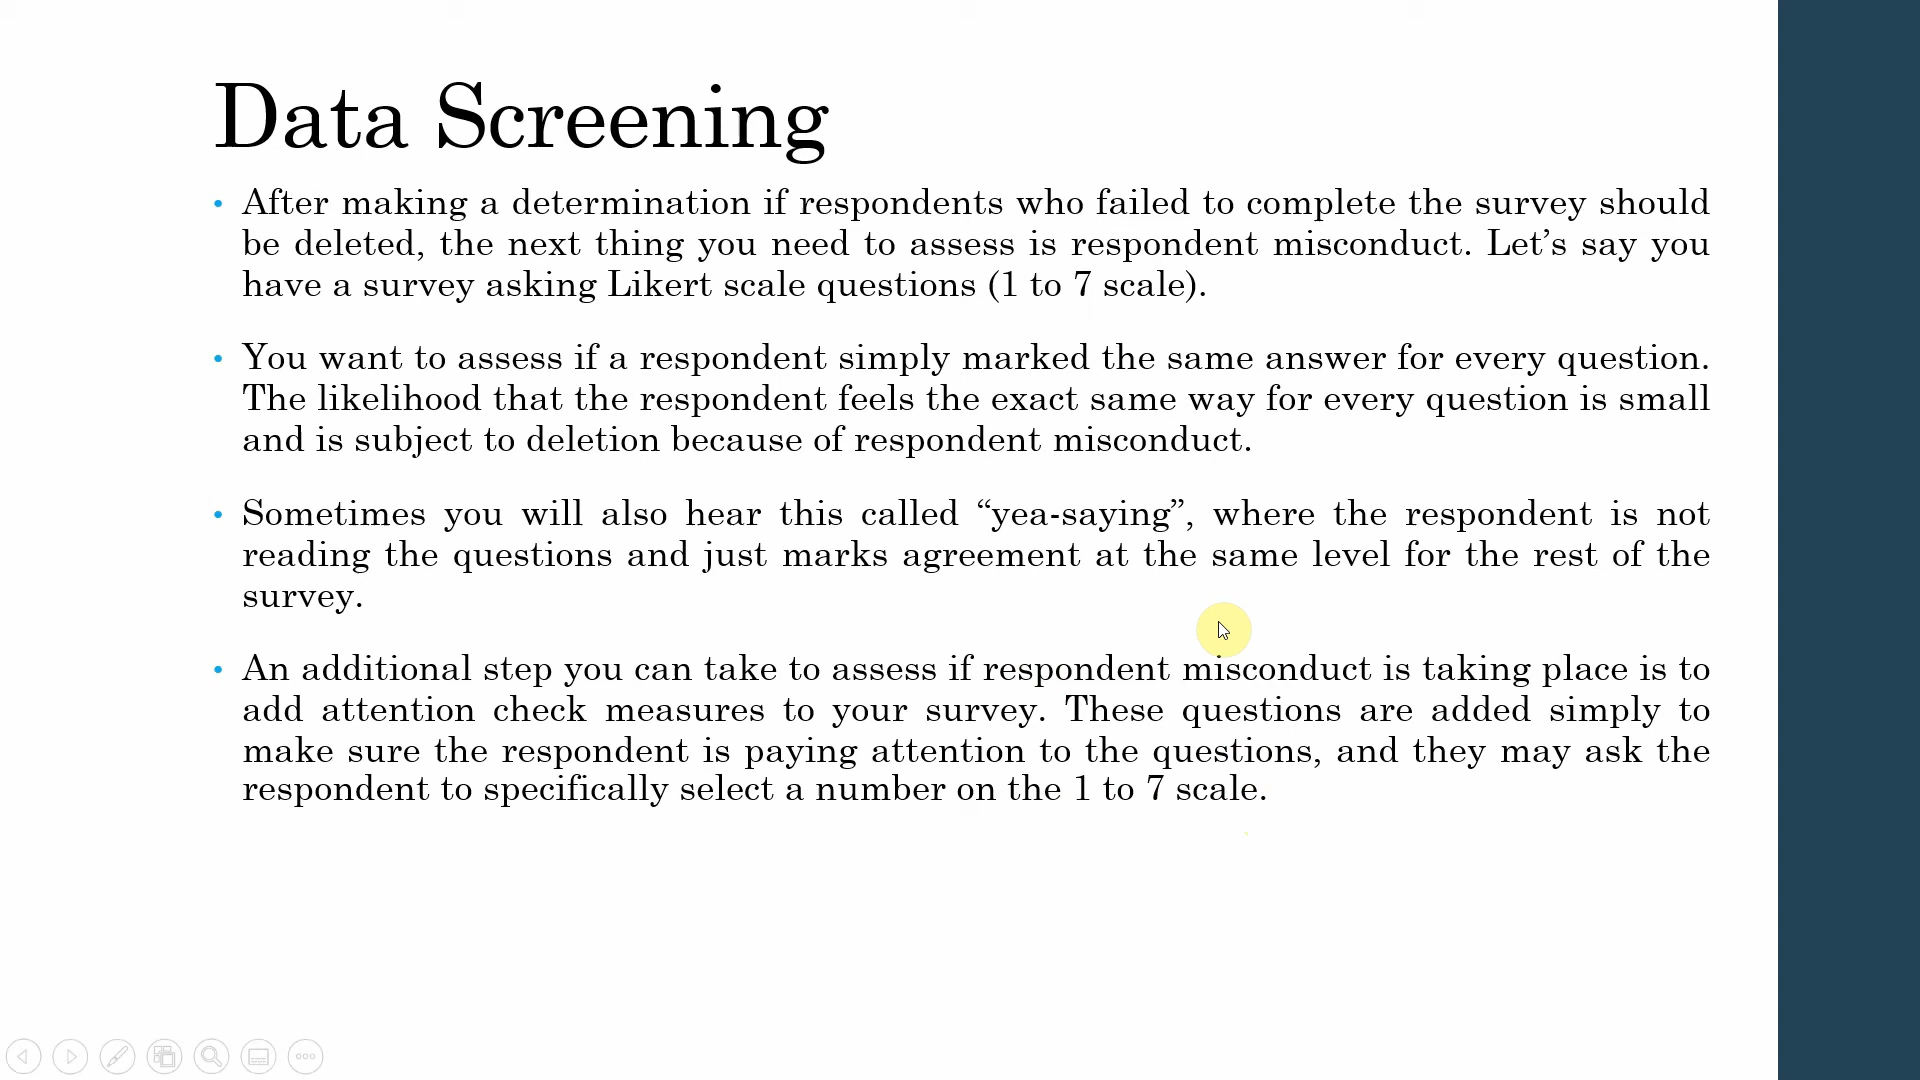 Data Screening
• After making a determination if respondents who failed to complete the survey should
be deleted, the next thing you need to assess is respondent misconduct. Let’s say you
have a survey asking Likert scale questions (1 to 7 scale).
• You want to assess if a respondent simply marked the same answer for every question.
The likelihood that the respondent feels the exact same way for every question is small
and is subject to deletion because of respondent misconduct.
• Sometimes you will also hear this called “yea-saying”, where the respondent is not
reading the questions and just marks agreement at the same level for the rest of the
survey.
• An additional step you can take to assess if respondent misconduct is taking place is to
add attention check measures to your survey. These questions are added simply to
make sure the respondent is paying attention to the questions, and they may ask the
respondent to specifically select a number on the 1 to 7 scale.